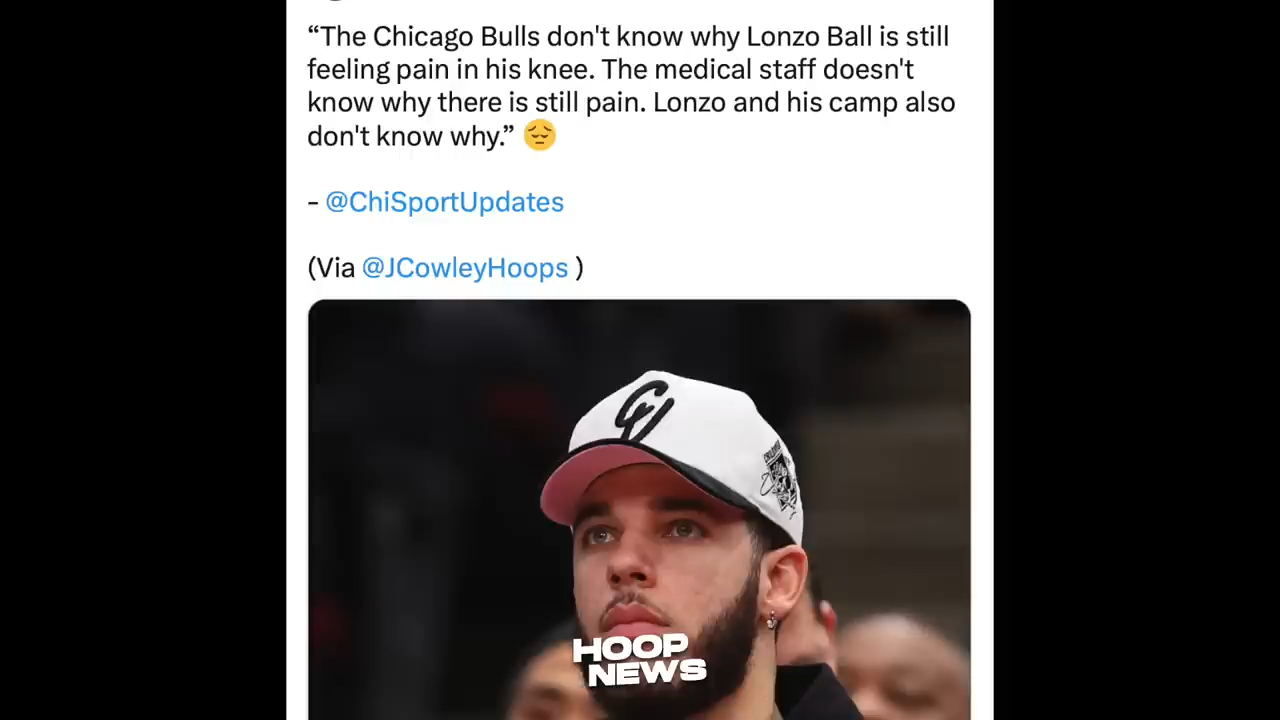 “The Chicago Bulls don't know why Lonzo Ball is still
feeling pain in his knee. The medical staff doesn't
know why there is still pain. Lonzo and his camp also
don't know why.” 😔
- @ChiSportUpdates
(Via @JCowleyHoops )
HOOP
NEWS